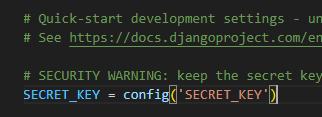 # Quick-start development settings - un
# See https://docs.djangoproject.com/en
# SECURITY WARNING: keep the secret key
SECRET_KEY = config('SECRET_KEY')